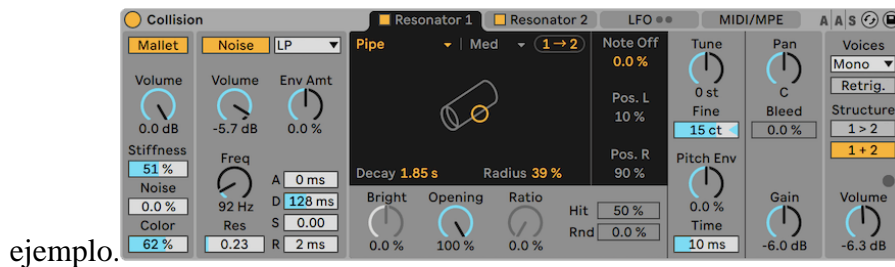 Collision Resonator 1 Resonator 2 LFO MIDI/MPE A A S
Mallet Noise LP Pipe Med 1→2 Note Off Tune Pan Voices
0.0 % Mono
Volume Volume Env Amt Retrig.
0 st C
Pos. L Fine Bleed Structure
0.0 dB -5.7 dB 0.0 % 10 % 15 ct 0.0 % 1 > 2
Stiffness 1 + 2
51 % Freq Pos. R Pitch Env
Noise A 0 ms Decay 1.85 s Radius 39 % 90 %
0.0 % 92 Hz D 128 ms Bright Opening Ratio 0.0 % Gain Volume
Color Res S 0.00 Hit 50 % Time
62 % 0.23 R 2 ms 0.0 % 100 % 0.0 % Rnd 0.0 % 10 ms -6.0 dB -6.3 dB
ejemplo.